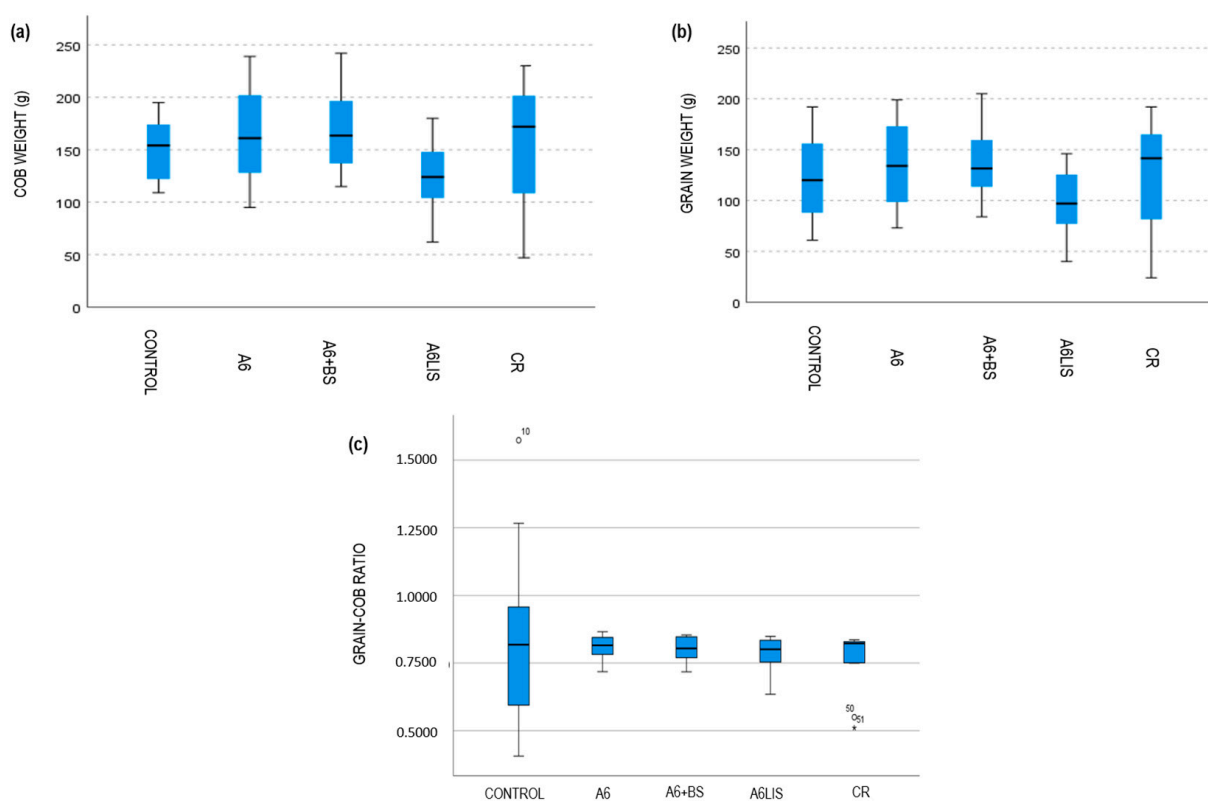 (a)
COB WEIGHT (g)
250
200
150
100
50
0
CONTROL
A6
A6+BS
A6LIS
CR
(b)
GRAIN WEIGHT (g)
250
200
150
100
50
0
CONTROL
A6
A6+BS
A6LIS
CR
(c)
GRAIN-COB RATIO
1.5000
1.2500
1.0000
0.7500
0.5000
10
50
51
CONTROL
A6
A6+BS
A6LIS
CR